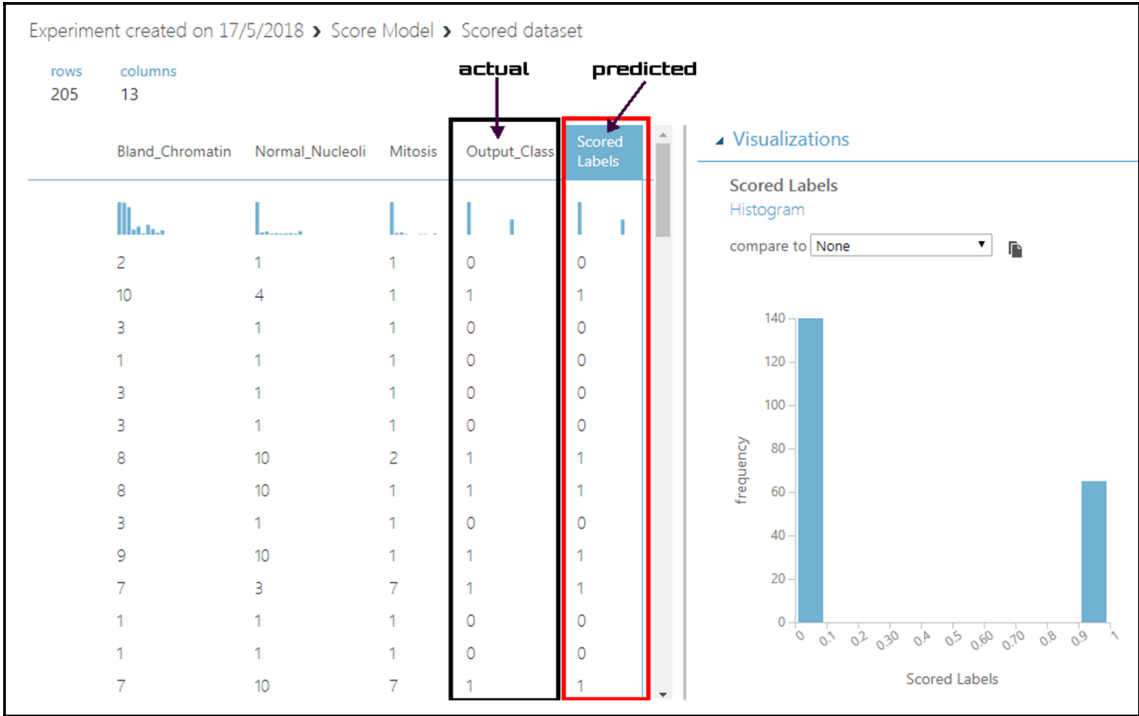 Experiment created on 17/5/2018 › Score Model › Scored dataset
rows columns
205 13
actual predicted
Bland_Chromatin Normal_Nucleoli Mitosis Output_Class Scored Labels
2 1 1 0 0
10 4 1 1 1
3 1 1 0 0
1 1 1 0 0
3 1 1 0 0
3 1 1 0 0
8 10 2 1 1
8 10 1 1 1
3 1 1 0 0
9 10 1 1 1
7 3 7 1 1
1 1 1 0 0
1 1 1 0 0
7 10 7 1 1
Visualizations
Scored Labels
Histogram
compare to None
frequency
140
120
100
80
60
40
20
0
0 0.1 0.2 0.30 0.4 0.5 0.60 0.70 0.8 0.9 1
Scored Labels